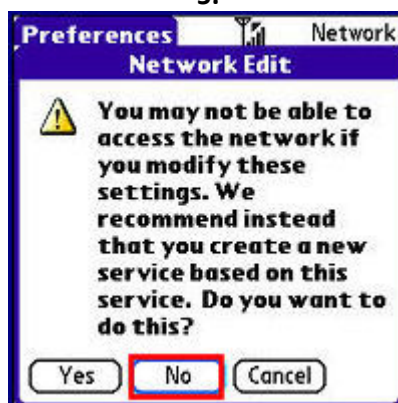 Preferences Network
Network Edit
You may not be able to
access the network if
you modify these
settings. We
recommend instead
that you create a new
service based on this
service. Do you want to
do this?
Yes No Cancel